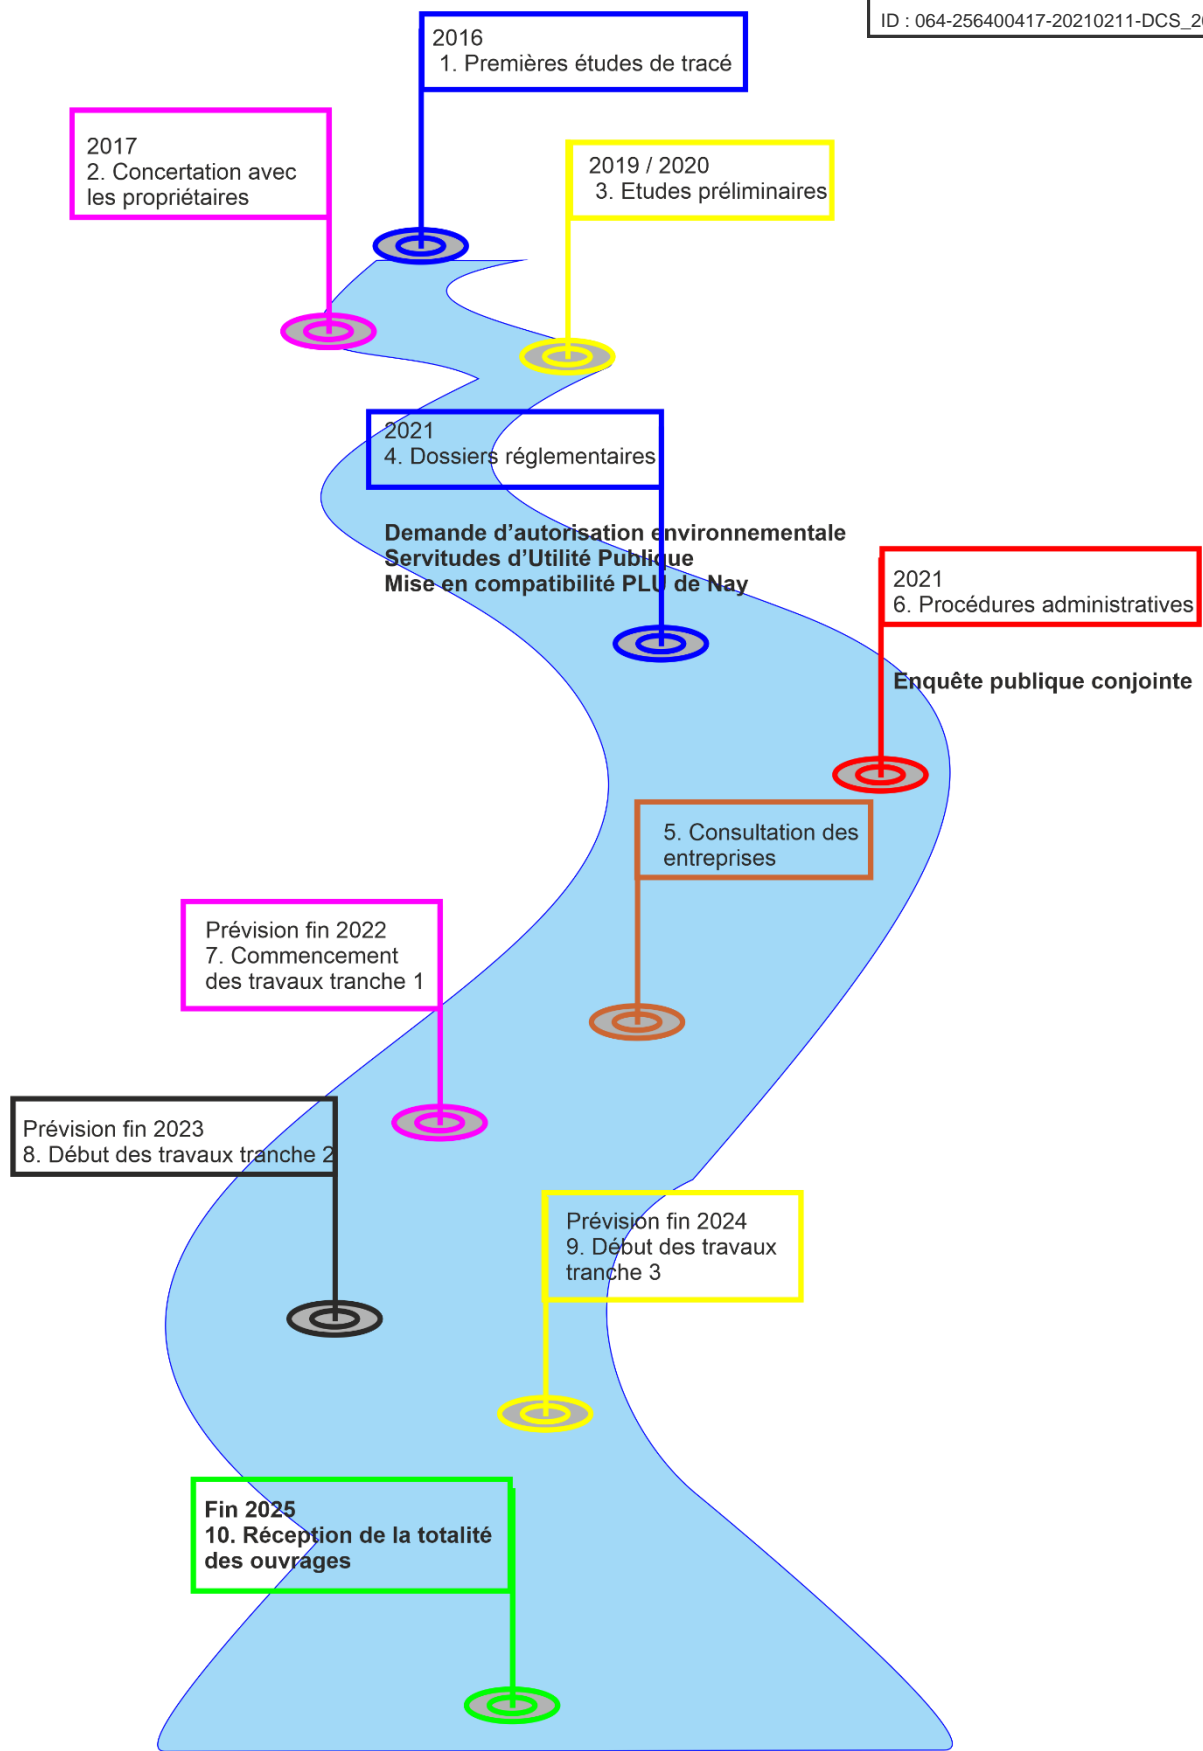 ID : 064-256400417-20210211-DCS_20
2016
1. Premières études de tracé
2017
2. Concertation avec
les propriétaires
2019 / 2020
3. Etudes préliminaires
2021
4. Dossiers réglementaires
Demande d'autorisation environnementale
Servitudes d'Utilité Publique
Mise en compatibilité PLU de Nay
2021
6. Procédures administratives
Enquête publique conjointe
5. Consultation des
entreprises
Prévision fin 2022
7. Commencement
des travaux tranche 1
Prévision fin 2023
8. Début des travaux tranche 2
Prévision fin 2024
9. Début des travaux
tranche 3
Fin 2025
10. Réception de la totalité
des ouvrages